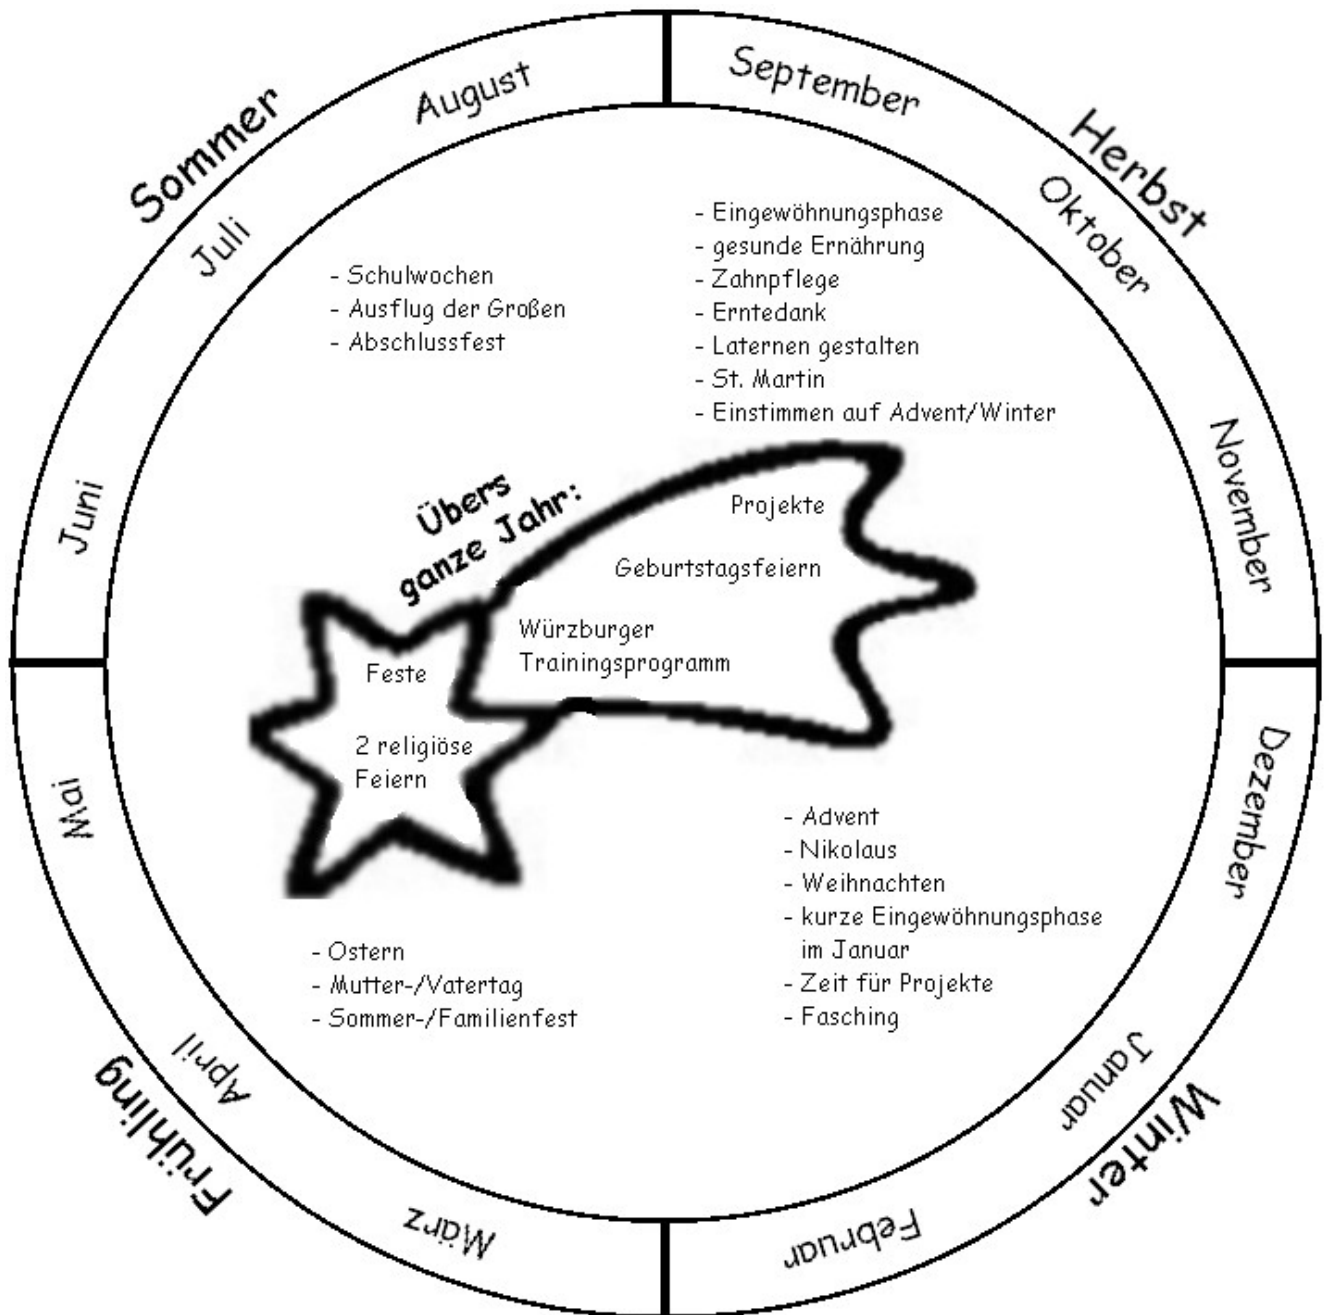 Sommer
Herbst
Winter
Frühling
September
Oktober
November
Dezember
Januar
Februar
März
April
Mai
Juni
Juli
August
- Schulwochen
- Ausflug der Großen
- Abschlussfest
- Eingewöhnungsphase
- gesunde Ernährung
- Zahnpflege
- Erntedank
- Laternen gestalten
- St. Martin
- Einstimmen auf Advent/Winter
Übers
ganze Jahr:
Projekte
Geburtstagsfeiern
Würzburger
Trainingsprogramm
Feste
2 religiöse
Feiern
- Advent
- Nikolaus
- Weihnachten
- kurze Eingewöhnungsphase
im Januar
- Zeit für Projekte
- Fasching
- Ostern
- Mutter-/Vatertag
- Sommer-/Familienfest